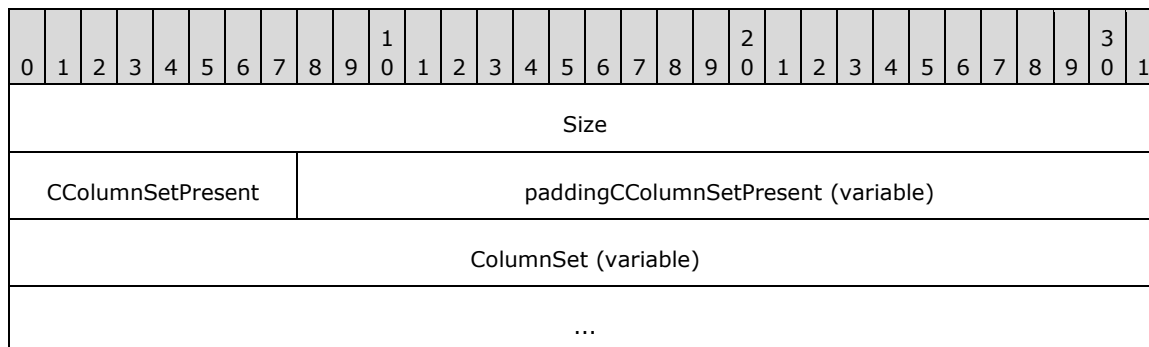 1 2 3
0 1 2 3 4 5 6 7 8 9 0 1 2 3 4 5 6 7 8 9 0 1 2 3 4 5 6 7 8 9 0 1
Size
CColumnSetPresent paddingCColumnSetPresent (variable)
ColumnSet (variable)
...